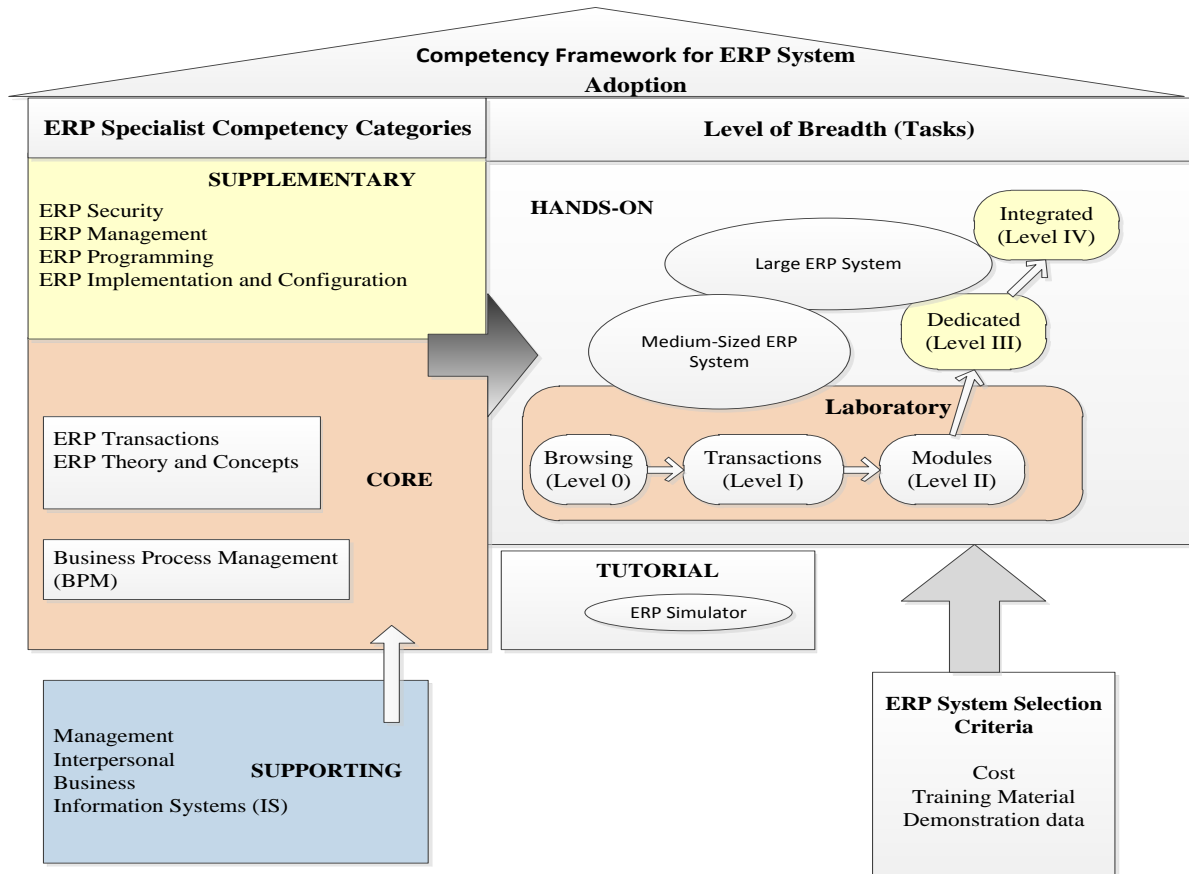 Competency Framework for ERP System
Adoption
ERP Specialist Competency Categories
Level of Breadth (Tasks)
SUPPLEMENTARY
ERP Security
ERP Management
ERP Programming
ERP Implementation and Configuration
ERP Transactions
ERP Theory and Concepts
CORE
Business Process Management
(BPM)
Management
Interpersonal
Business
Information Systems (IS)
SUPPORTING
HANDS-ON
Integrated
(Level IV)
Large ERP System
Dedicated
(Level III)
Medium-Sized ERP
System
Laboratory
Browsing
(Level 0)
Transactions
(Level I)
Modules
(Level II)
TUTORIAL
ERP Simulator
ERP System Selection
Criteria
Cost
Training Material
Demonstration data